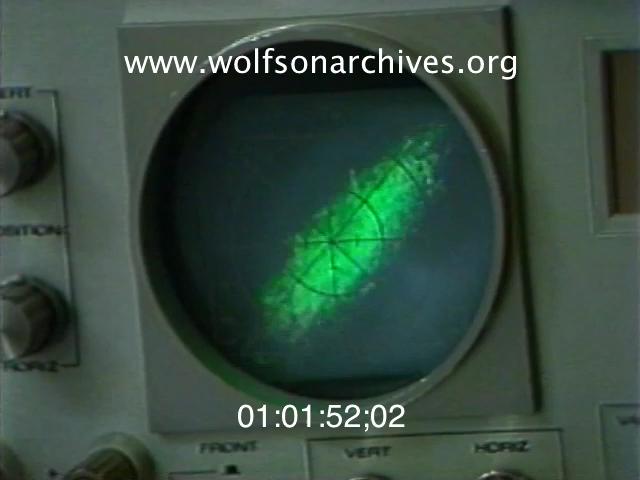 www.wolfsonarchives.org
VERT
POSITION
HORIZ
01:01:52;02
FRONT
VERT
HORIZ